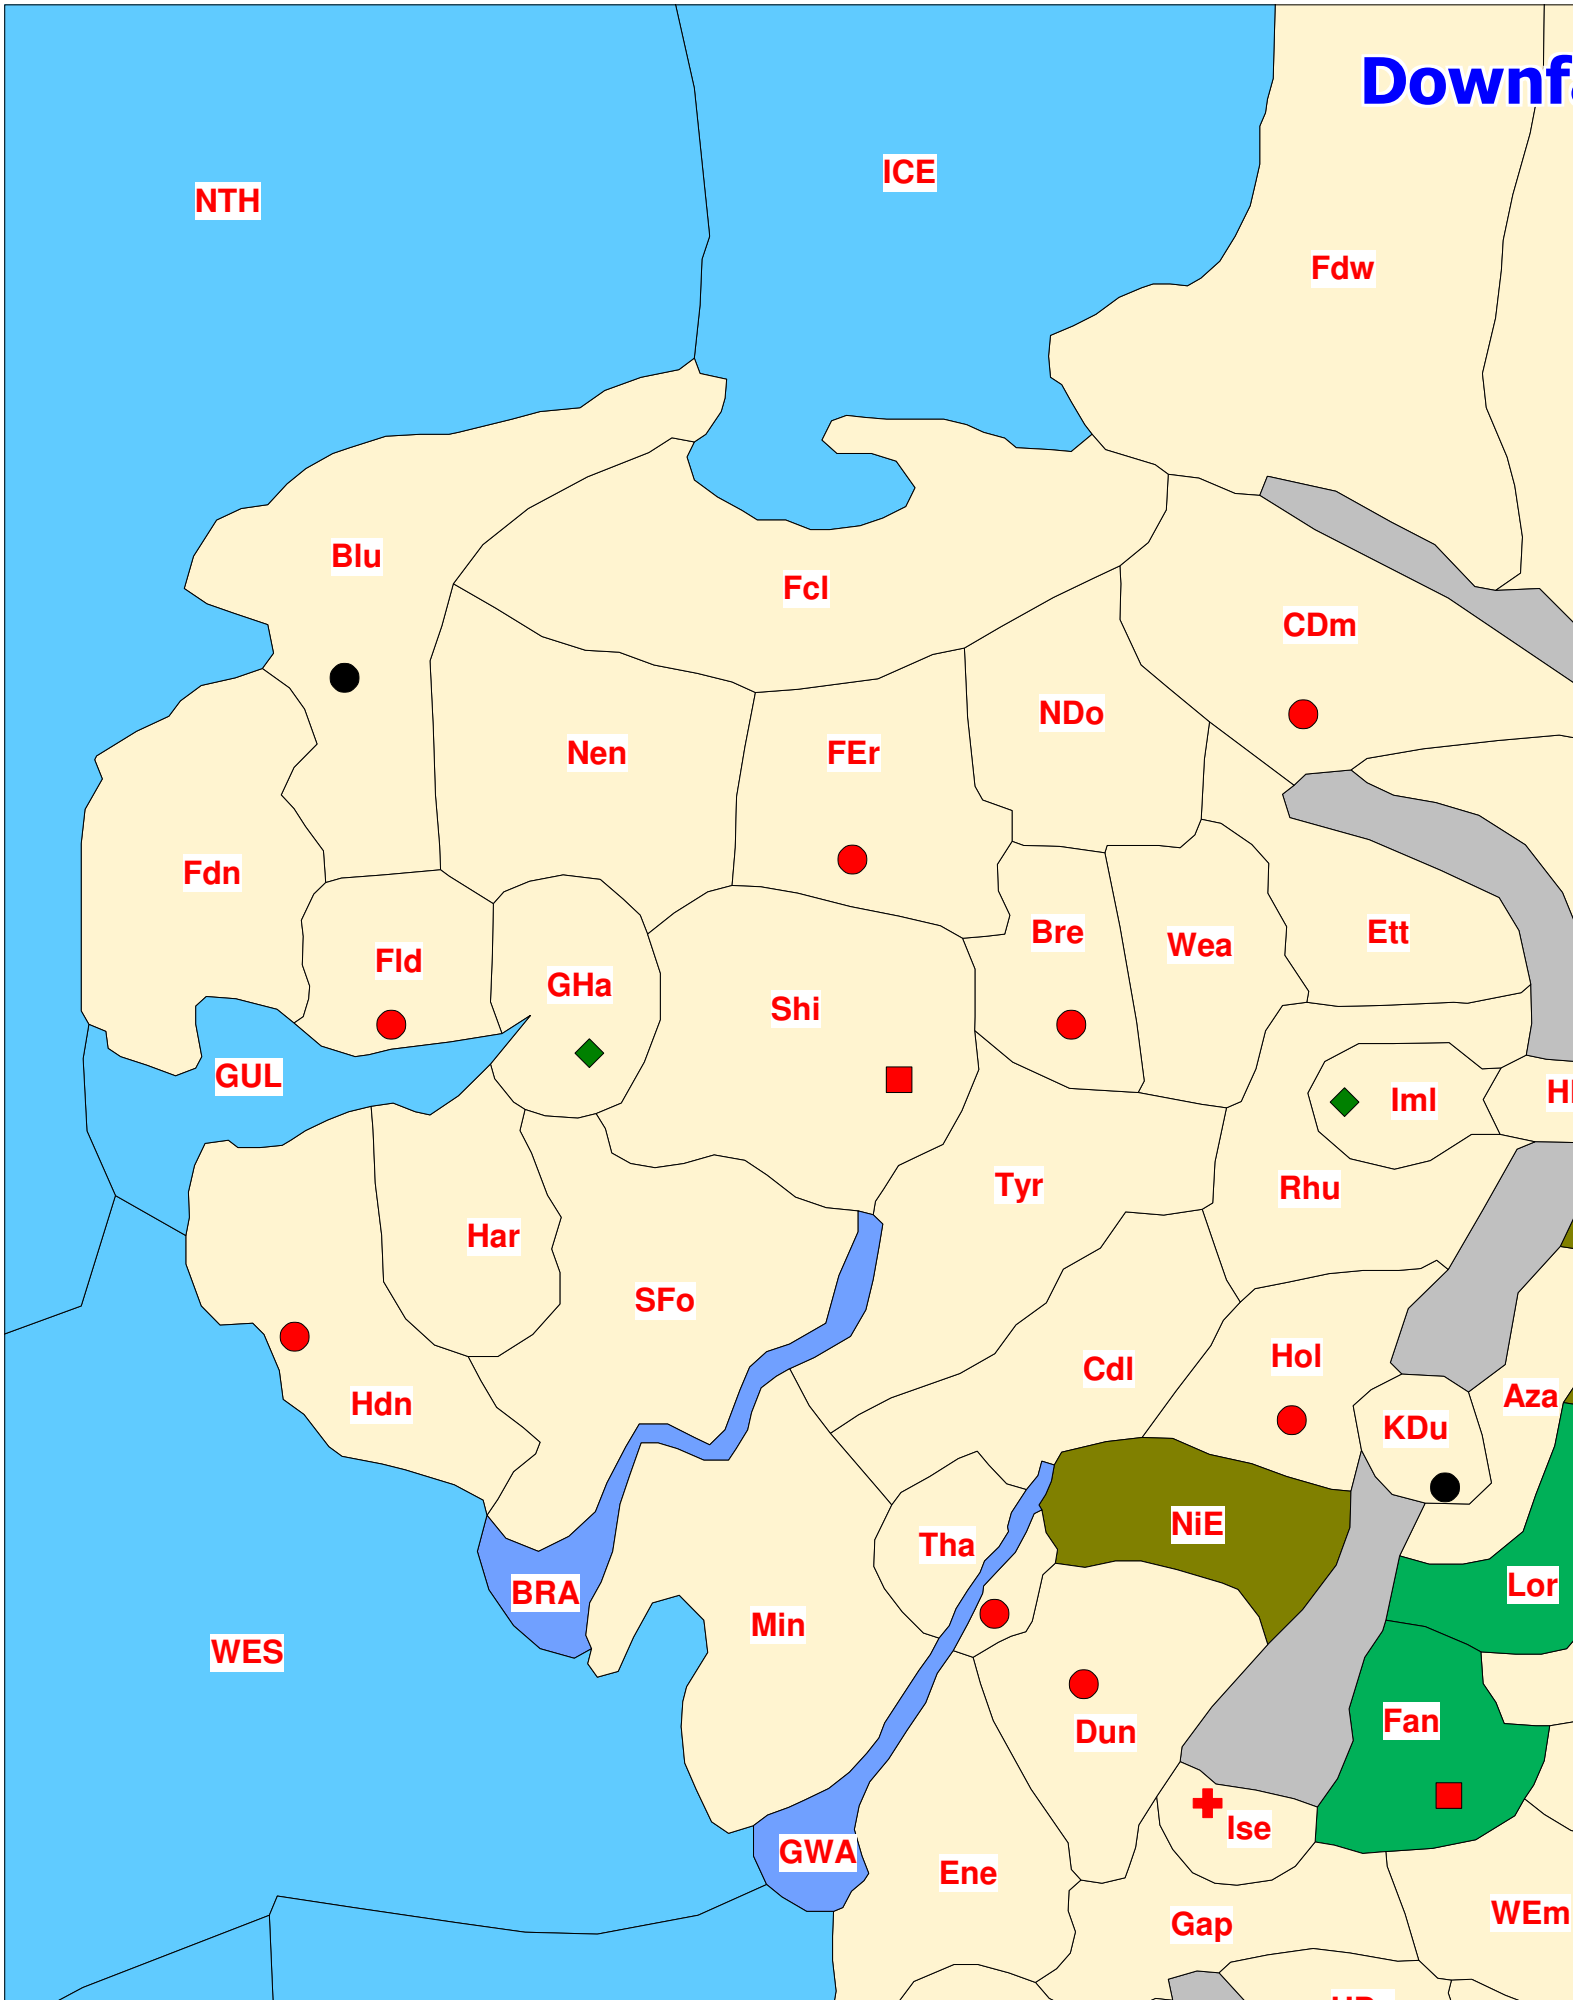 Downf
ICE
NTH
Fdw
Blu
Fcl
CDm
NDo
Nen
FEr
Fdn
Bre
Ett
Wea
Fld
GHa
Shi
GUL
Iml
Tyr
Rhu
Har
SFo
Hol
Cdl
Aza
Hdn
KDu
NiE
Tha
Lor
BRA
Min
WES
Fan
Dun
Ise
GWA
Ene
WEm
Gap